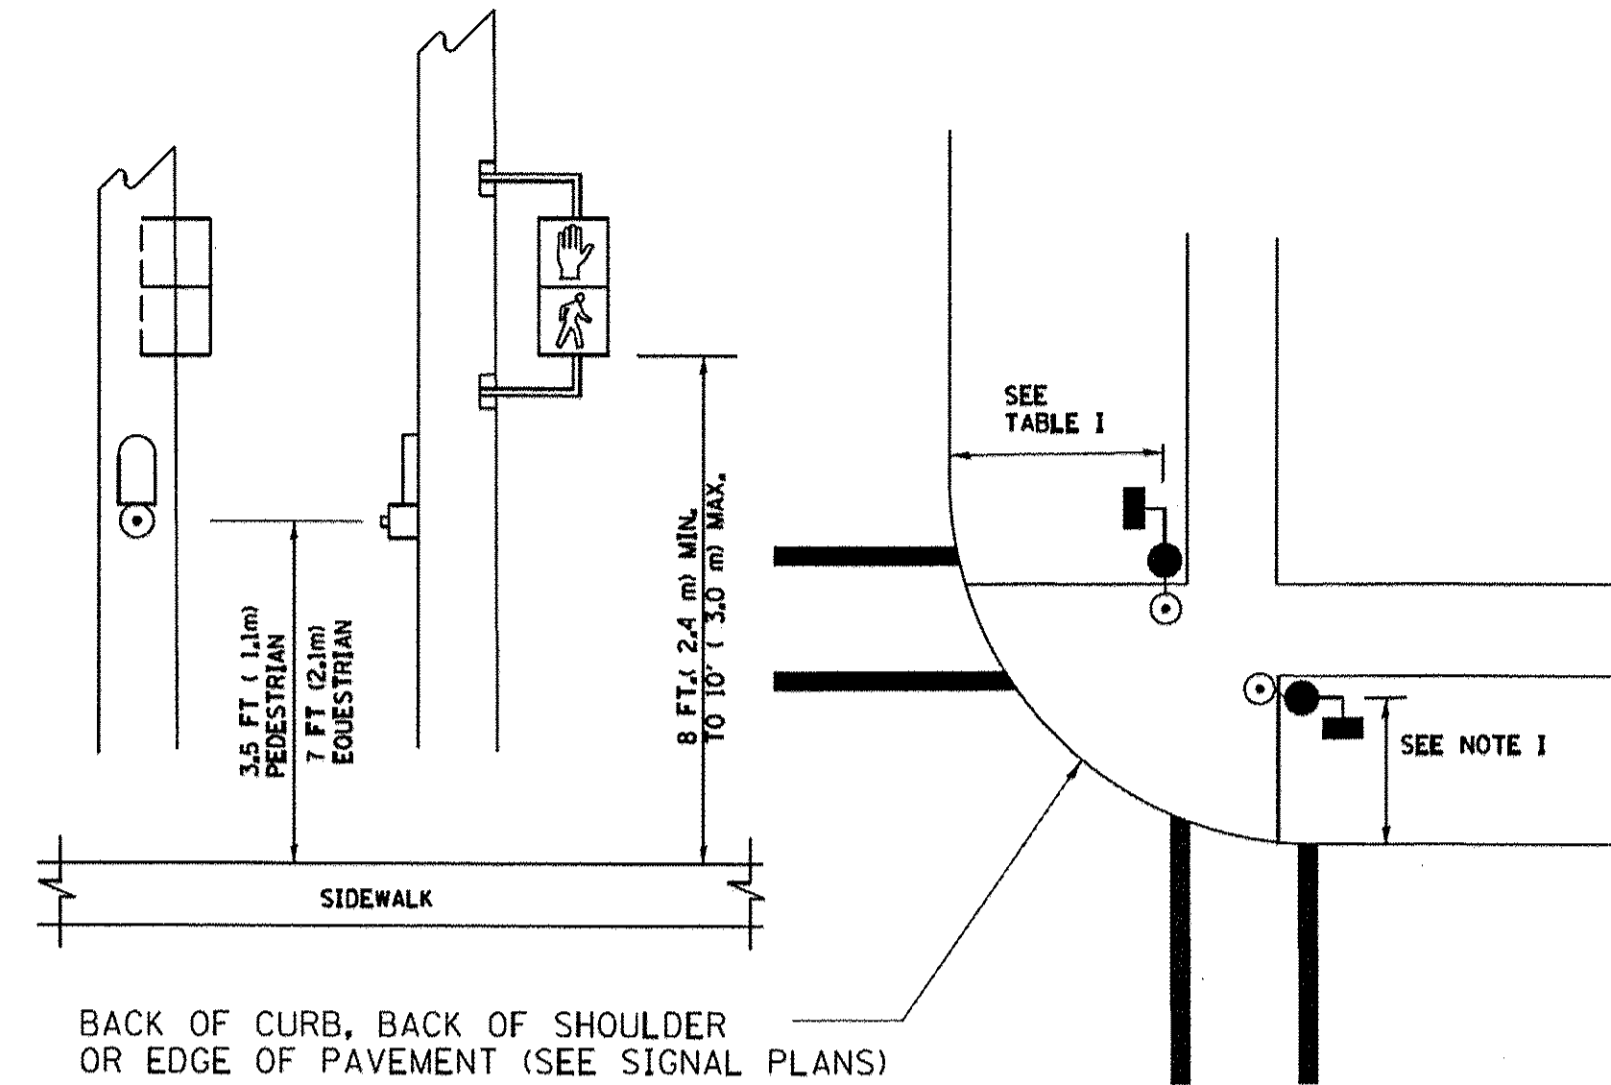 SEE
TABLE I
3.5 FT ( 1.1m)
PEDESTRIAN
7 FT (2.1m)
EQUESTRIAN
8 FT.( 2.4 m) MIN.
TO 10' ( 3.0 m) MAX.
SEE NOTE I
SIDEWALK
BACK OF CURB, BACK OF SHOULDER
OR EDGE OF PAVEMENT (SEE SIGNAL PLANS)